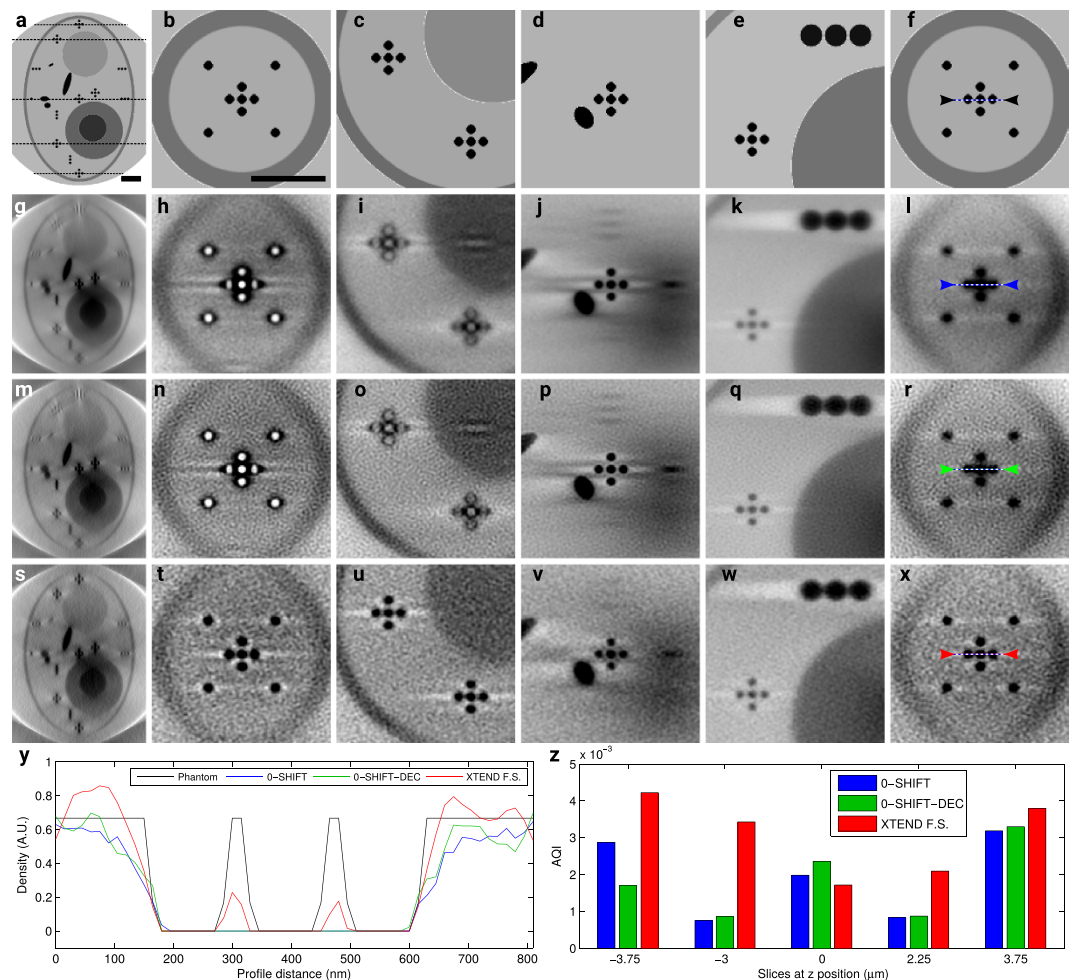 a b c d e f
g h i j k l
m n o p q r
s t u v w x
y
Phantom 0−SHIFT 0−SHIFT−DEC XTEND F.S.
1
0.8
0.6
0.4
0.2
0
Density (A.U.)
0 100 200 300 400 500 600 700 800
Profile distance (nm)
z
x 10⁻³
0−SHIFT
0−SHIFT−DEC
XTEND F.S.
5
4
3
2
1
0
AQI
−3.75 −3 0 2.25 3.75
Slices at z position (μm)